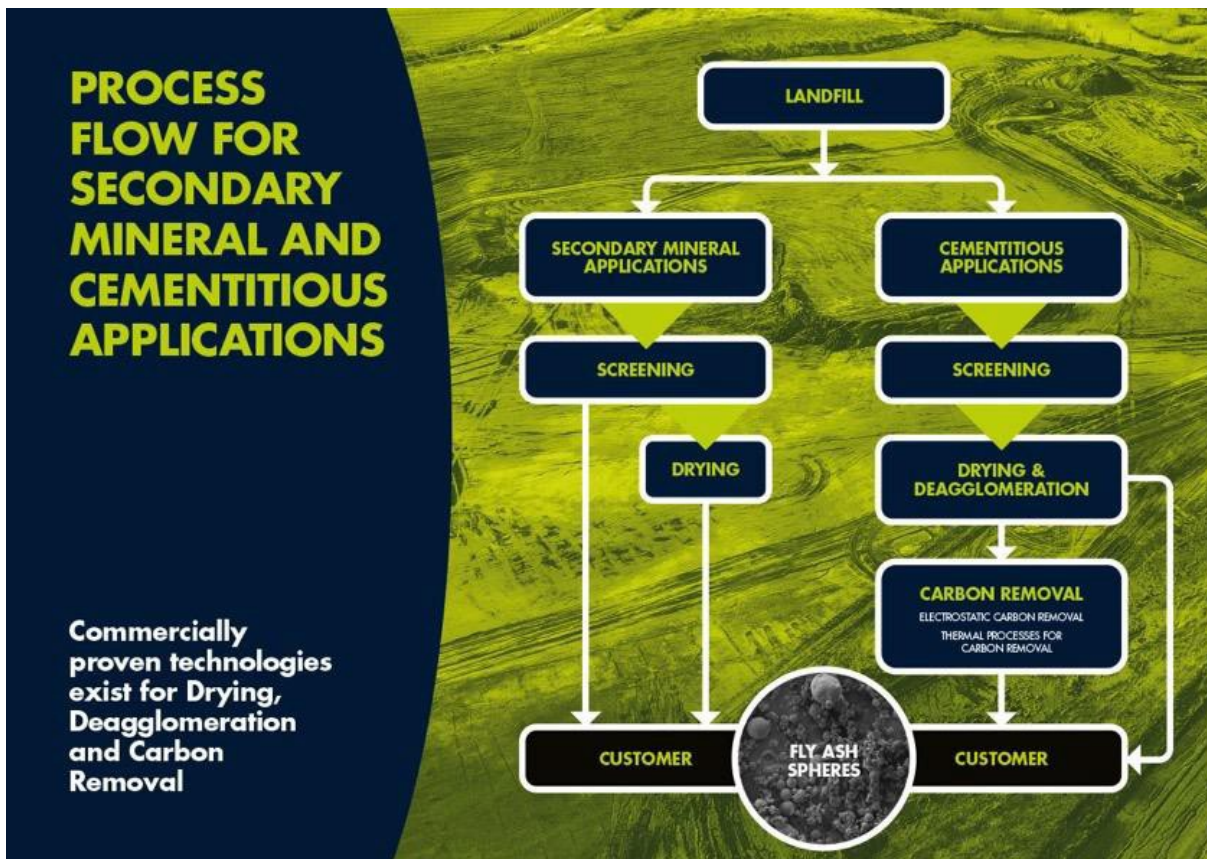 PROCESS
FLOW FOR
SECONDARY
MINERAL AND
CEMENTITIOUS
APPLICATIONS
Commercially
proven technologies
exist for Drying,
Deagglomeration
and Carbon
Removal
LANDFILL
SECONDARY MINERAL
APPLICATIONS
SCREENING
DRYING
CUSTOMER
CEMENTITIOUS
APPLICATIONS
SCREENING
DRYING &
DEAGGLOMERATION
CARBON REMOVAL
ELECTROSTATIC CARBON REMOVAL
THERMAL PROCESSES FOR
CARBON REMOVAL
CUSTOMER
FLY ASH
SPHERES